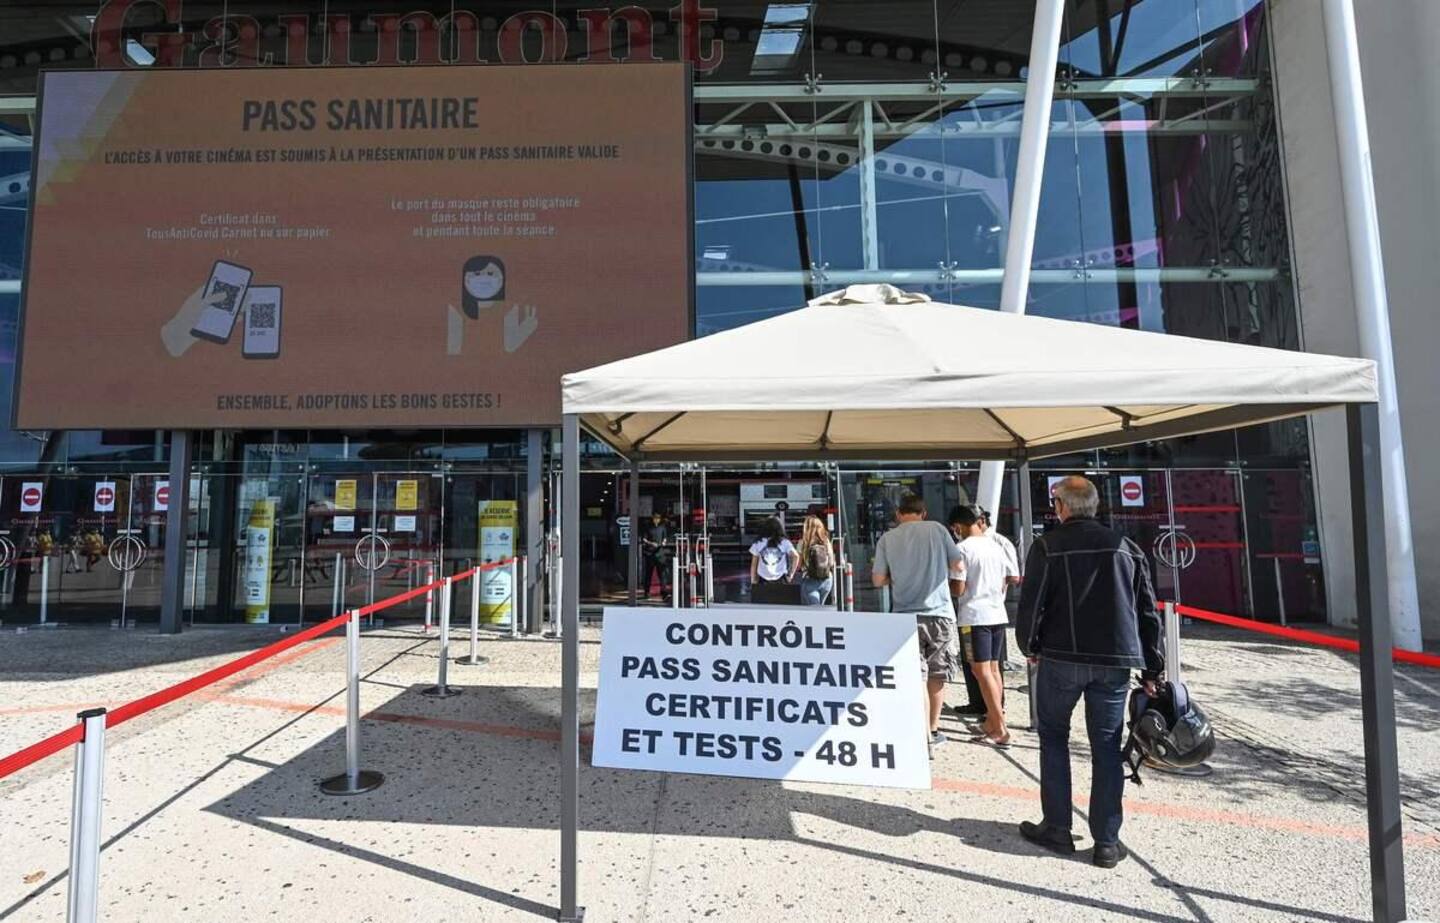 Gaumont
PASS SANITAIRE
L'ACCÈS À VOTRE CINÉMA EST SOUMIS À LA PRÉSENTATION D'UN PASS SANITAIRE VALIDE
Certificat dans
TousAntiCovid Carnet ou sur papier
Le port du masque reste obligatoire
dans tout le cinéma
et pendant toute la séance.
ENSEMBLE, ADOPTONS LES BONS GESTES !
CONTRÔLE
PASS SANITAIRE
CERTIFICATS
ET TESTS - 48 H